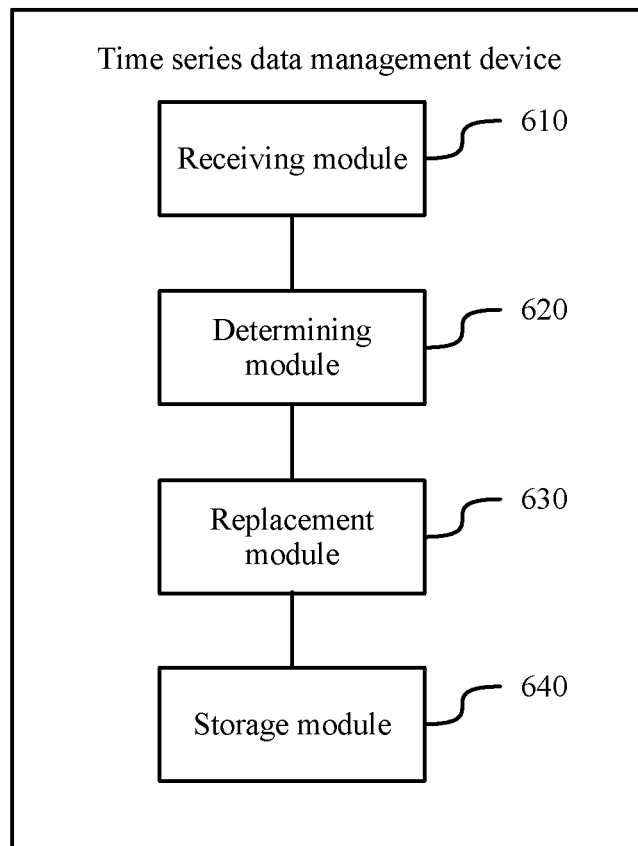 Time series data management device
610
Receiving module
620
Determining
module
630
Replacement
module
640
Storage module